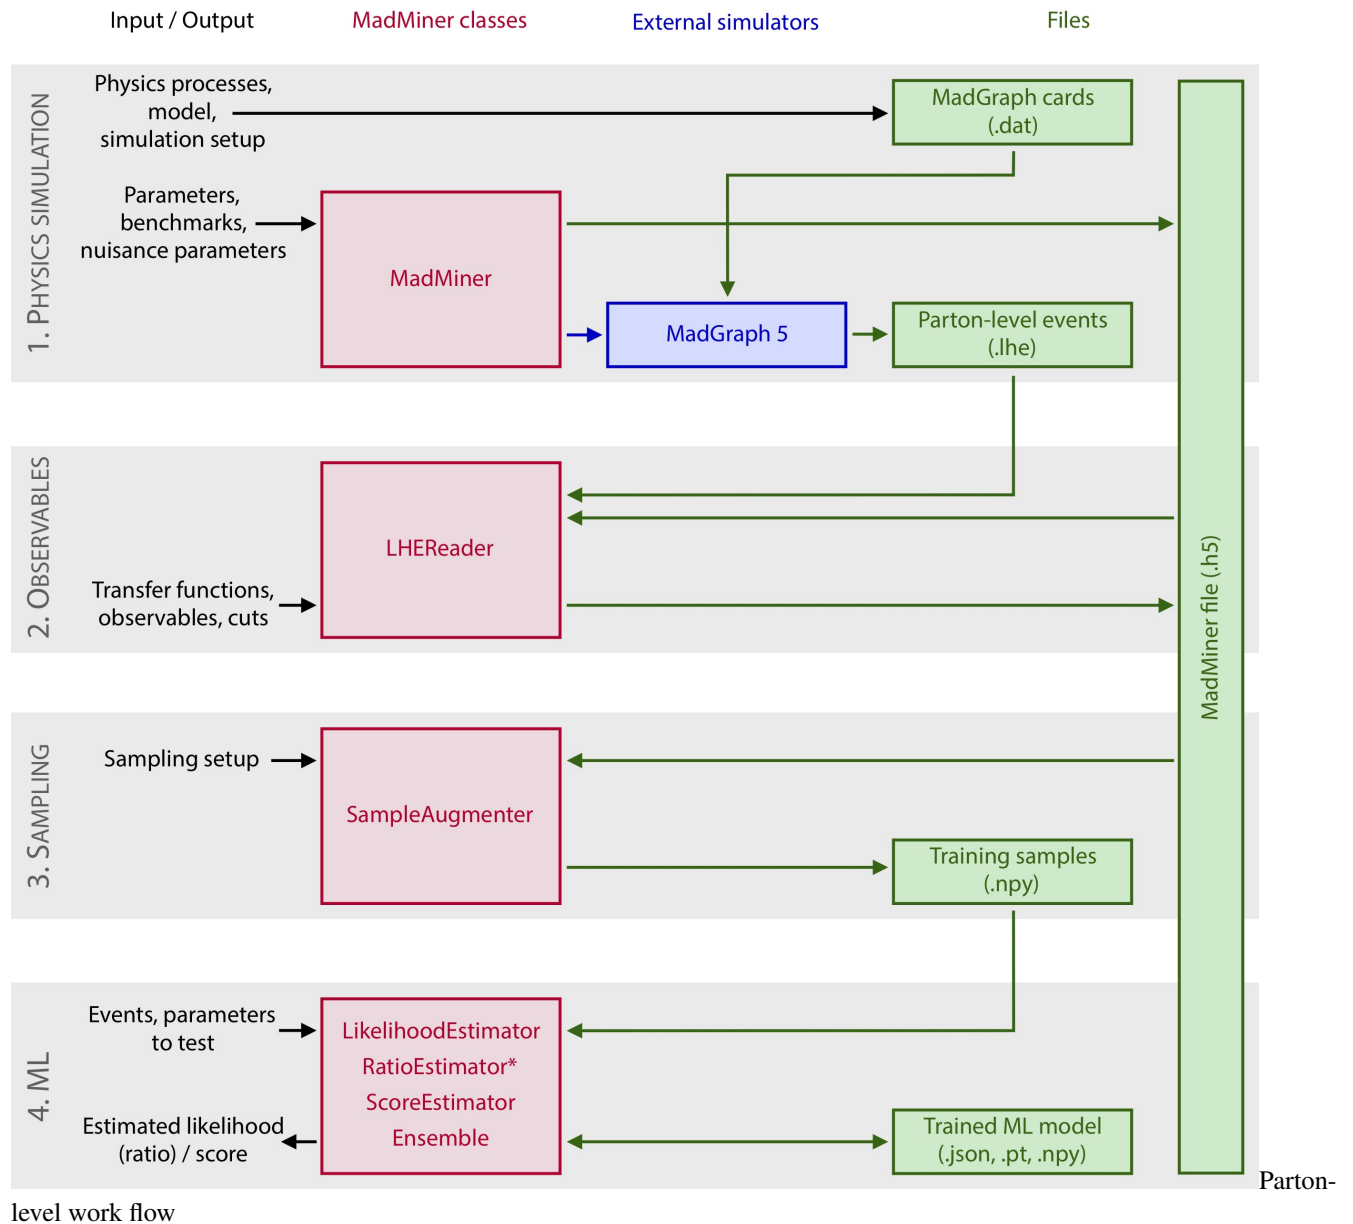 Input / Output
MadMiner classes
External simulators
Files
1. PHYSICS SIMULATION
Physics processes,
model,
simulation setup
MadGraph cards
(.dat)
Parameters,
benchmarks,
nuisance parameters
MadMiner
MadGraph 5
Parton-level events
(.lhe)
2. OBSERVABLES
LHEReader
Transfer functions,
observables, cuts
MadMiner file (.h5)
3. SAMPLING
Sampling setup
SampleAugmenter
Training samples
(.npy)
4. ML
Events, parameters
to test
LikelihoodEstimator
RatioEstimator*
ScoreEstimator
Ensemble
Estimated likelihood
(ratio) / score
Trained ML model
(.json, .pt, .npy)
Parton-
level work flow